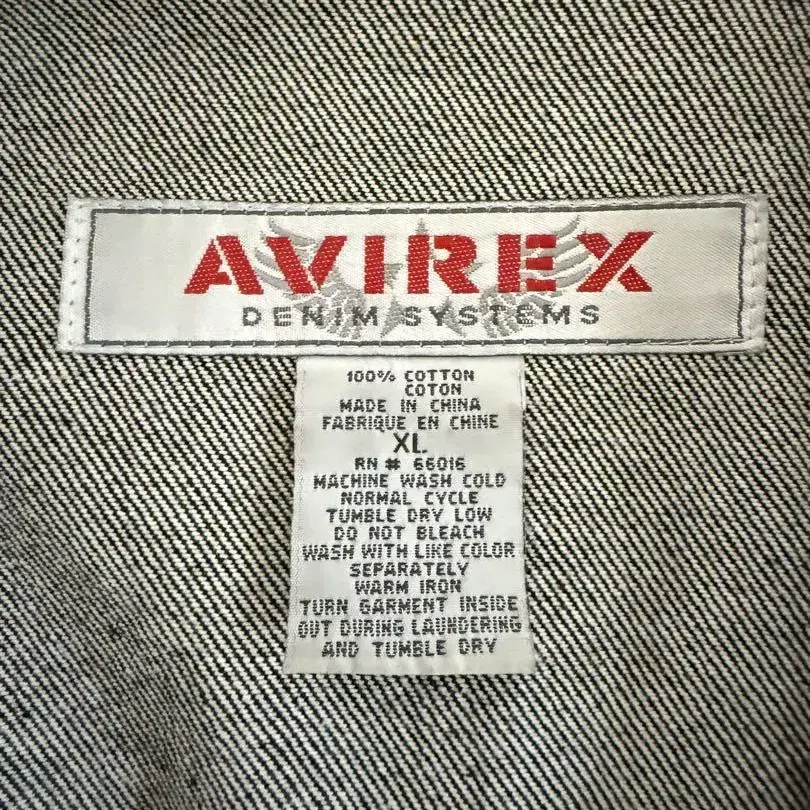 AVIREX
DENIM SYSTEMS
100% COTTON
COTON
MADE IN CHINA
FABRIQUE EN CHINE
XL
RN # 66016
MACHINE WASH COLD
NORMAL CYCLE
TUMBLE DRY LOW
DO NOT BLEACH
WASH WITH LIKE COLOR
SEPARATELY
WARM IRON
TURN GARMENT INSIDE
OUT DURING LAUNDERING
AND TUMBLE DRY